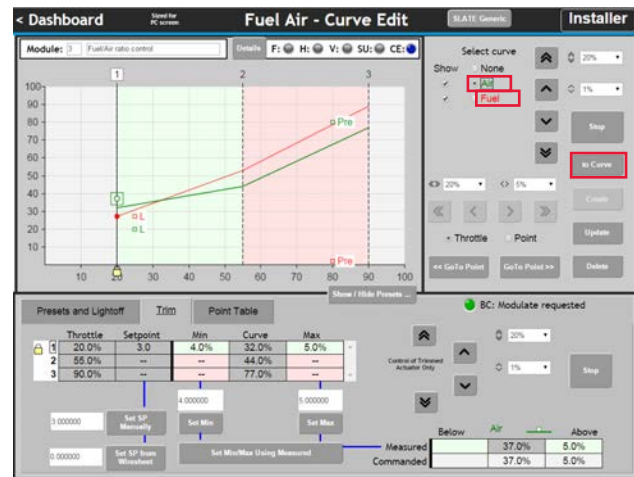 < Dashboard Sized for PC screen Fuel Air - Curve Edit SLATE Generic Installer
Module: 3 Fuel/Air ratio control Details F: H: V: SU: CE:
Select curve
Show None
Air
Fuel
20%
1%
Stop
to Curve
20% 5%
Create
Throttle Point
Update
<< GoTo Point GoTo Point >> Delete
1 2 3
100
90
80
70
60
50
40
30
20
10
Pre
L
L
Pre
10 20 30 40 50 60 70 80 90 100
Show / Hide Presets ...
Presets and Lightoff Trim Point Table
BC: Modulate requested
Throttle Setpoint Min Curve Max
1 20.0% 3.0 4.0% 32.0% 5.0%
2 55.0% -- -- 44.0% --
3 90.0% -- -- 77.0% --
Control of Trimmed Actuator Only
20%
1%
Stop
4.000000 5.000000
3.000000 Set SP Manually Set Min Set Max
0.000000 Set SP from Wiresheet Set Min/Max Using Measured
Below Air Above
Measured 37.0% 5.0%
Commanded 37.0% 5.0%